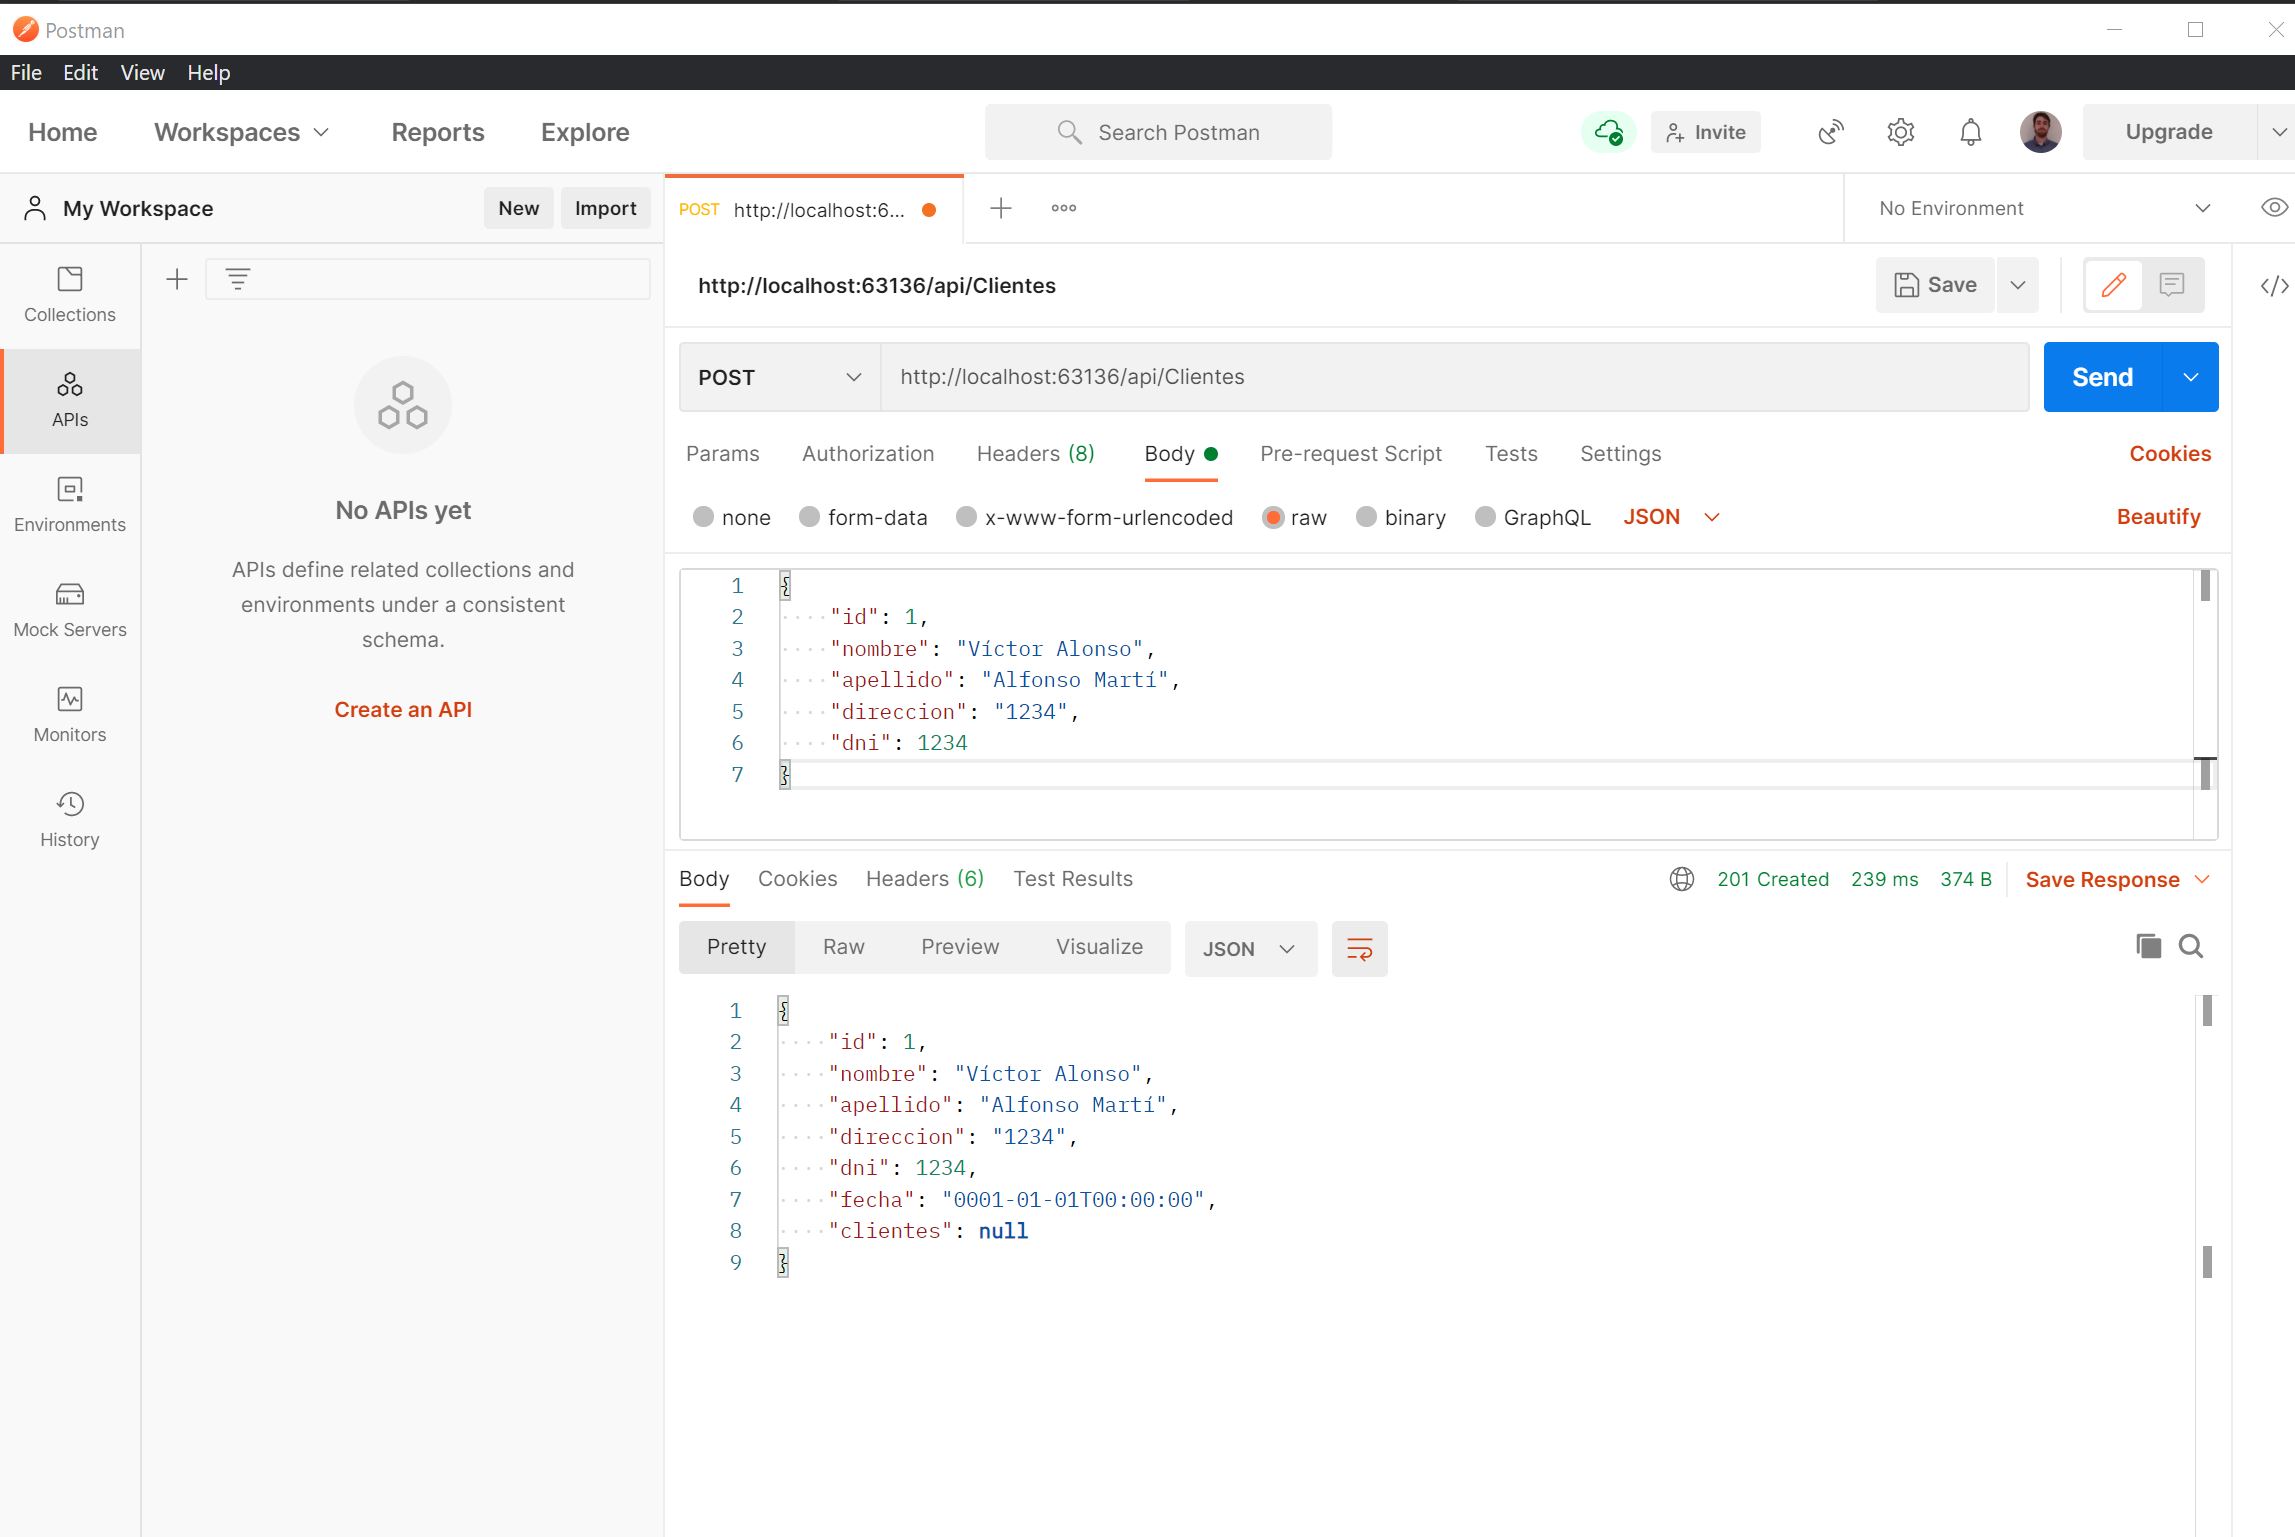 Postman
File Edit View Help
Home Workspaces Reports Explore Search Postman Invite Upgrade
My Workspace New Import POST http://localhost:6... No Environment
Collections
APIs
Environments
Mock Servers
Monitors
History
No APIs yet
APIs define related collections and
environments under a consistent
schema.
Create an API
http://localhost:63136/api/Clientes Save
POST http://localhost:63136/api/Clientes Send
Params Authorization Headers (8) Body Pre-request Script Tests Settings Cookies
none form-data x-www-form-urlencoded raw binary GraphQL JSON Beautify
1 {
2 "id": 1,
3 "nombre": "Víctor Alonso",
4 "apellido": "Alfonso Martí",
5 "direccion": "1234",
6 "dni": 1234
7 }
Body Cookies Headers (6) Test Results 201 Created 239 ms 374 B Save Response
Pretty Raw Preview Visualize JSON
1 {
2 "id": 1,
3 "nombre": "Víctor Alonso",
4 "apellido": "Alfonso Martí",
5 "direccion": "1234",
6 "dni": 1234,
7 "fecha": "0001-01-01T00:00:00",
8 "clientes": null
9 }